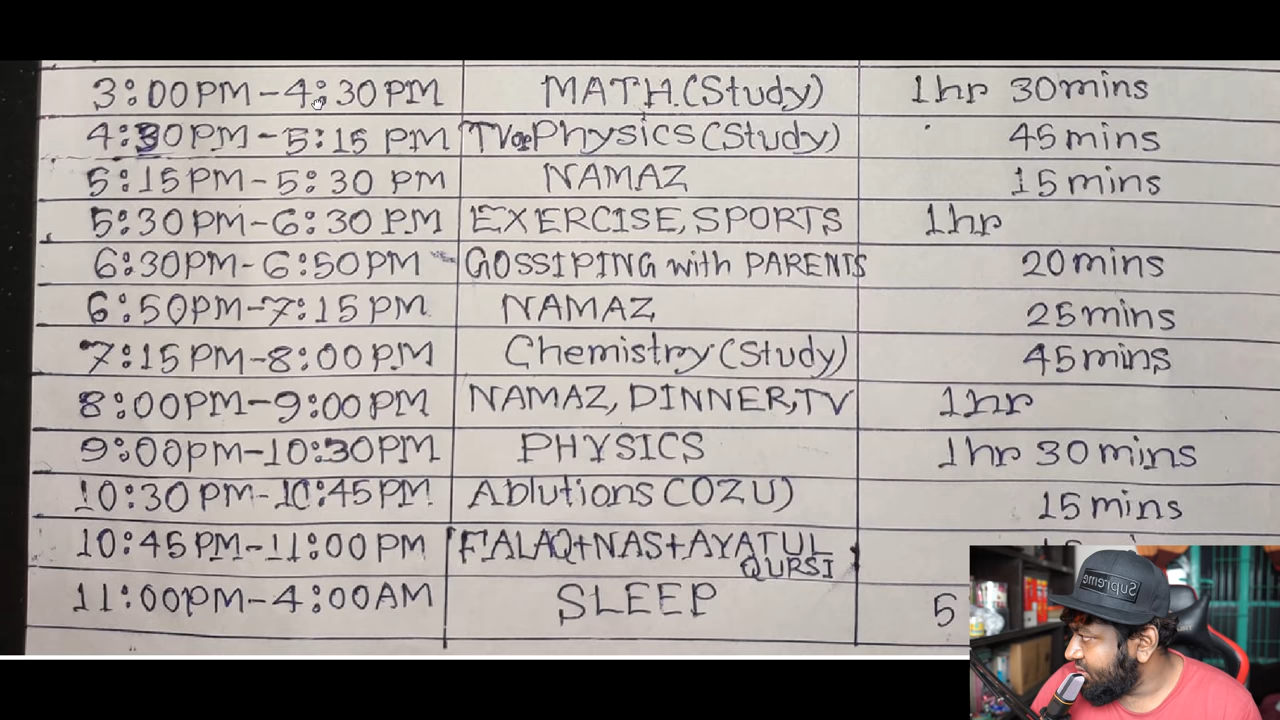 3:00PM-4:30PM MATH.(Study) 1hr 30mins
4:30PM-5:15 PM TV or Physics(Study) 45mins
5:15PM-5:30 PM NAMAZ 15mins
5:30PM-6:30PM EXERCISE, SPORTS 1hr
6:30PM-6:50PM GOSSIPING with PARENTS 20mins
6:50PM-7:15PM NAMAZ 25mins
7:15PM-8:00PM Chemistry(Study) 45mins
8:00PM-9:00PM NAMAZ, DINNER, TV 1hr
9:00PM-10:30PM PHYSICS 1hr 30mins
10:30PM-10:45PM Ablutions(OZU) 15mins
10:45PM-11:00PM FALAQ+NAS+AYATUL
QURSI
11:00PM-4:00AM SLEEP 5
Supreme